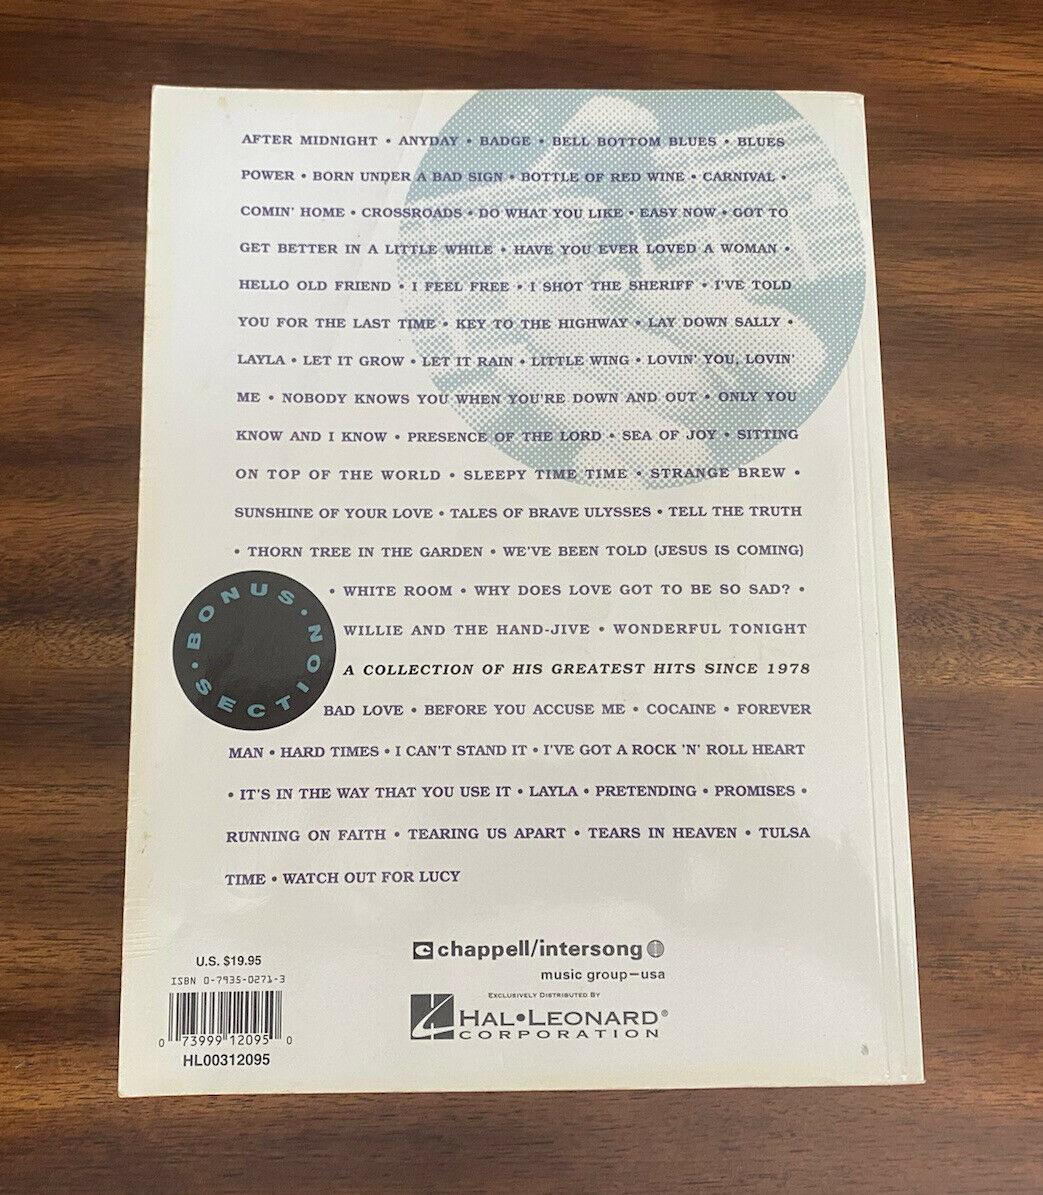 AFTER MIDNIGHT • ANYDAY • BADGE • BELL BOTTOM BLUES • BLUES
POWER • BORN UNDER A BAD SIGN • BOTTLE OF RED WINE • CARNIVAL •
COMIN' HOME • CROSSROADS • DO WHAT YOU LIKE • EASY NOW • GOT TO
GET BETTER IN A LITTLE WHILE • HAVE YOU EVER LOVED A WOMAN •
HELLO OLD FRIEND • I FEEL FREE • I SHOT THE SHERIFF • I'VE TOLD
YOU FOR THE LAST TIME • KEY TO THE HIGHWAY • LAY DOWN SALLY •
LAYLA • LET IT GROW • LET IT RAIN • LITTLE WING • LOVIN' YOU, LOVIN'
ME • NOBODY KNOWS YOU WHEN YOU'RE DOWN AND OUT • ONLY YOU
KNOW AND I KNOW • PRESENCE OF THE LORD • SEA OF JOY • SITTING
ON TOP OF THE WORLD • SLEEPY TIME TIME • STRANGE BREW •
SUNSHINE OF YOUR LOVE • TALES OF BRAVE ULYSSES • TELL THE TRUTH
• THORN TREE IN THE GARDEN • WE'VE BEEN TOLD (JESUS IS COMING)
• WHITE ROOM • WHY DOES LOVE GOT TO BE SO SAD? •
WILLIE AND THE HAND-JIVE • WONDERFUL TONIGHT
• BONUS • SECTION
A COLLECTION OF HIS GREATEST HITS SINCE 1978
BAD LOVE • BEFORE YOU ACCUSE ME • COCAINE • FOREVER
MAN • HARD TIMES • I CAN'T STAND IT • I'VE GOT A ROCK 'N' ROLL HEART
• IT'S IN THE WAY THAT YOU USE IT • LAYLA • PRETENDING • PROMISES •
RUNNING ON FAITH • TEARING US APART • TEARS IN HEAVEN • TULSA
TIME • WATCH OUT FOR LUCY
chappell/intersong
music group–usa
EXCLUSIVELY DISTRIBUTED BY
HAL•LEONARD®
CORPORATION
U.S. $19.95
ISBN 0-7935-0271-3
0 73999 12095 0
HL00312095